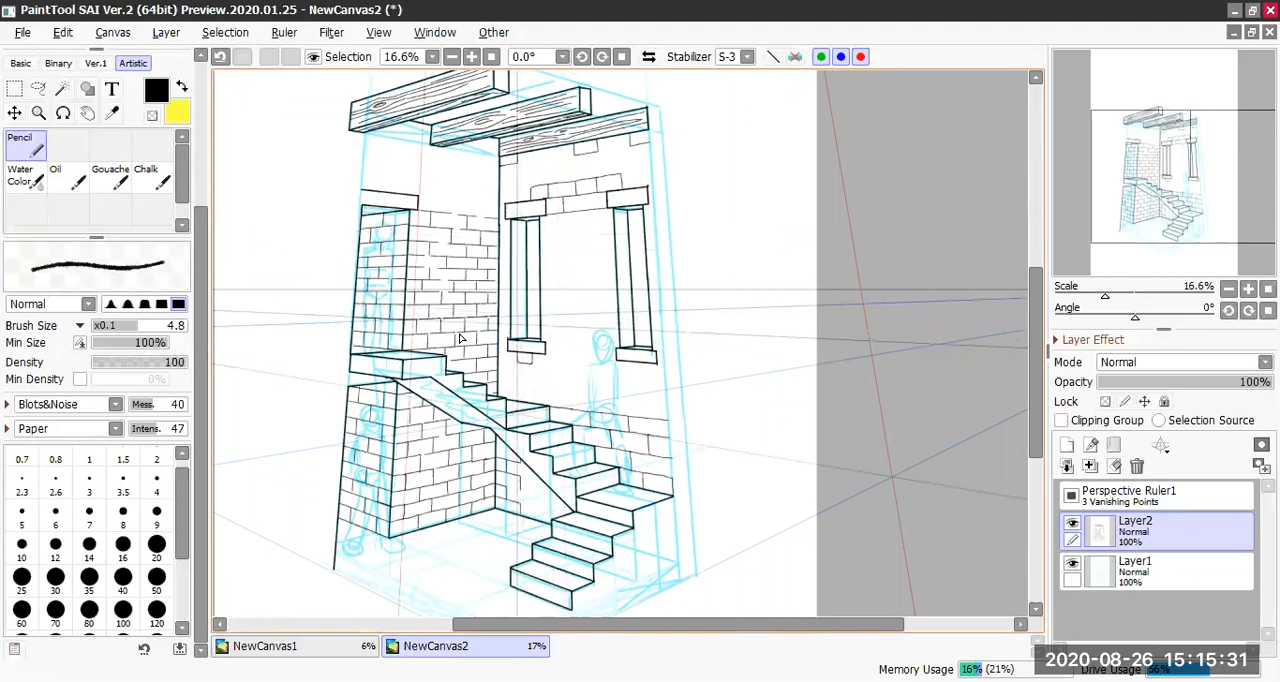 PaintTool SAI Ver.2 (64bit) Preview.2020.01.25 - NewCanvas2 (*)
File Edit Canvas Layer Selection Ruler Filter View Window Other
Selection 16.6% 0.0° Stabilizer S-3
Basic Binary Ver.1 Artistic
T
Pencil
Water Color Oil Gouache Chalk
Normal
Brush Size x0.1 4.8
Min Size 100%
Density 100
Min Density 0%
Blots&Noise Mess. 40
Paper Intens. 47
0.7 0.8 1 1.5 2
2.3 2.6 3 3.5 4
5 6 7 8 9
10 12 14 16 20
25 30 35 40 50
60 70 80 100 120
NewCanvas1 6% NewCanvas2 17%
Scale 16.6%
Angle 0°
Layer Effect
Mode Normal
Opacity 100%
Lock
Clipping Group Selection Source
Perspective Ruler1
3 Vanishing Points
Layer2
Normal
100%
Layer1
Normal
100%
Memory Usage 16% (21%) Drive Usage 56%
2020-08-26 15:15:31